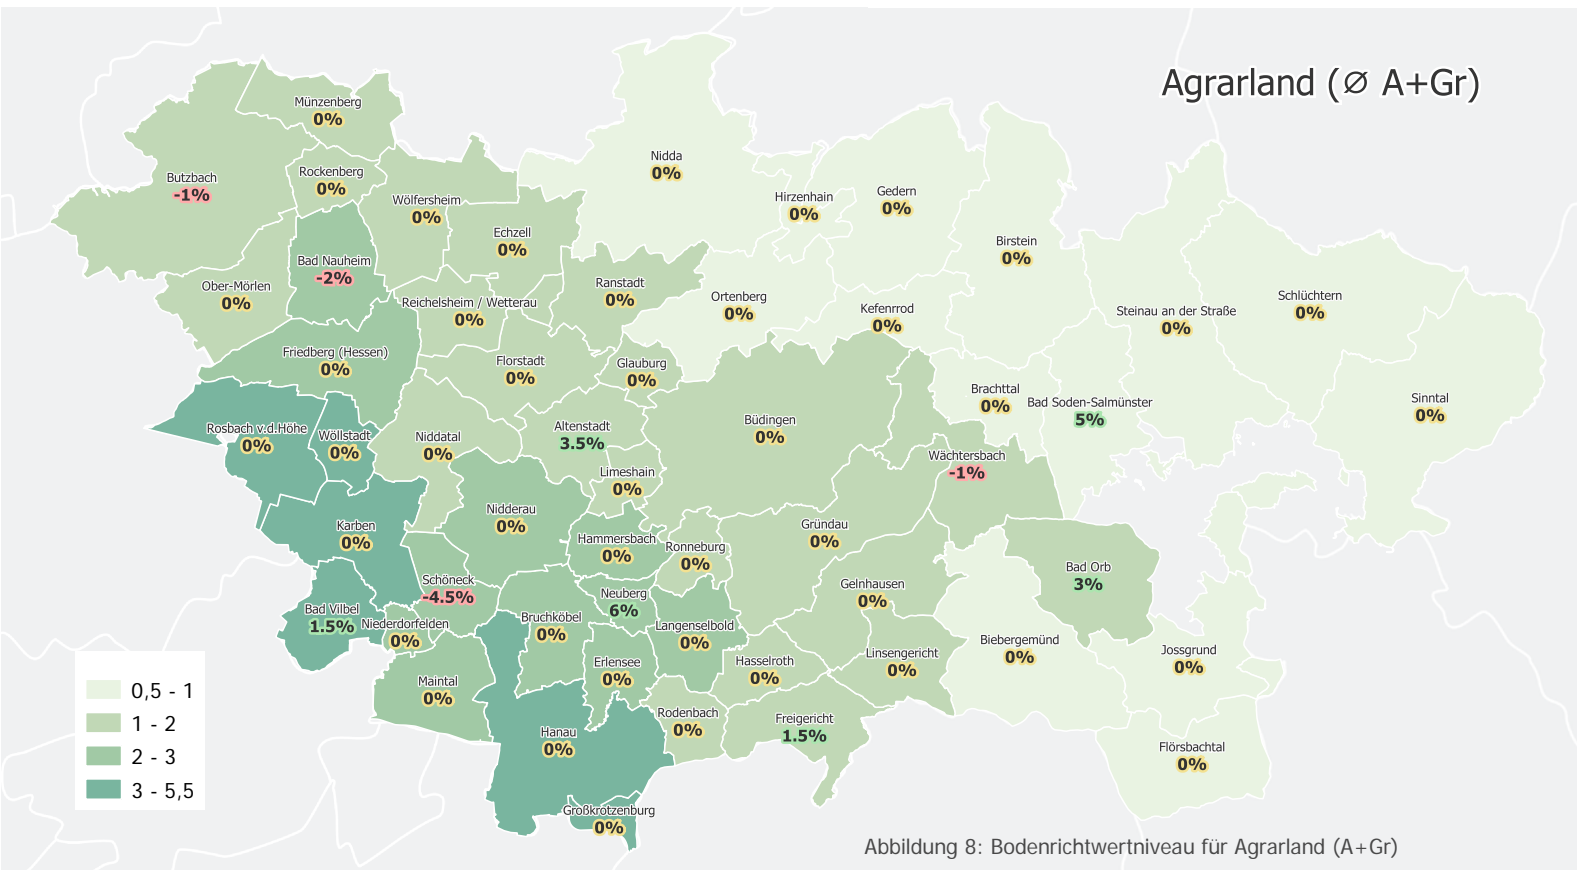 Agrarland (∅ A+Gr)
Münzenberg
0%
Nidda
0%
Rockenberg
0%
Butzbach
-1%
Wölfersheim
0%
Hirzenhain
0%
Gedern
0%
Echzell
0%
Birstein
0%
Bad Nauheim
-2%
Ober-Mörlen
0%
Ranstadt
0%
Reichelsheim / Wetterau
0%
Ortenberg
0%
Kefenrrod
0%
Steinau an der Straße
0%
Schlüchtern
0%
Friedberg (Hessen)
0%
Florstadt
0%
Glauburg
0%
Brachttal
0%
Bad Soden-Salmünster
5%
Sinntal
0%
Rosbach v.d.Höhe
0%
Wöllstadt
0%
Niddatal
0%
Altenstadt
3.5%
Büdingen
0%
Limeshain
0%
Wächtersbach
-1%
Nidderau
0%
Karben
0%
Hammersbach
0%
Ronneburg
0%
Gründau
0%
Bad Orb
3%
Schöneck
-4.5%
Gelnhausen
0%
Neuberg
6%
Bad Vilbel
1.5%
Niederdorfelden
0%
Bruchköbel
0%
Langenselbold
0%
Biebergemünd
0%
Jossgrund
0%
Erlensee
0%
Hasselroth
0%
Linsengericht
0%
Maintal
0%
Rodenbach
0%
Freigericht
1.5%
Hanau
0%
Flörsbachtal
0%
Großkrotzenburg
0%
0,5 - 1
1 - 2
2 - 3
3 - 5,5
Abbildung 8: Bodenrichtwertniveau für Agrarland (A+Gr)